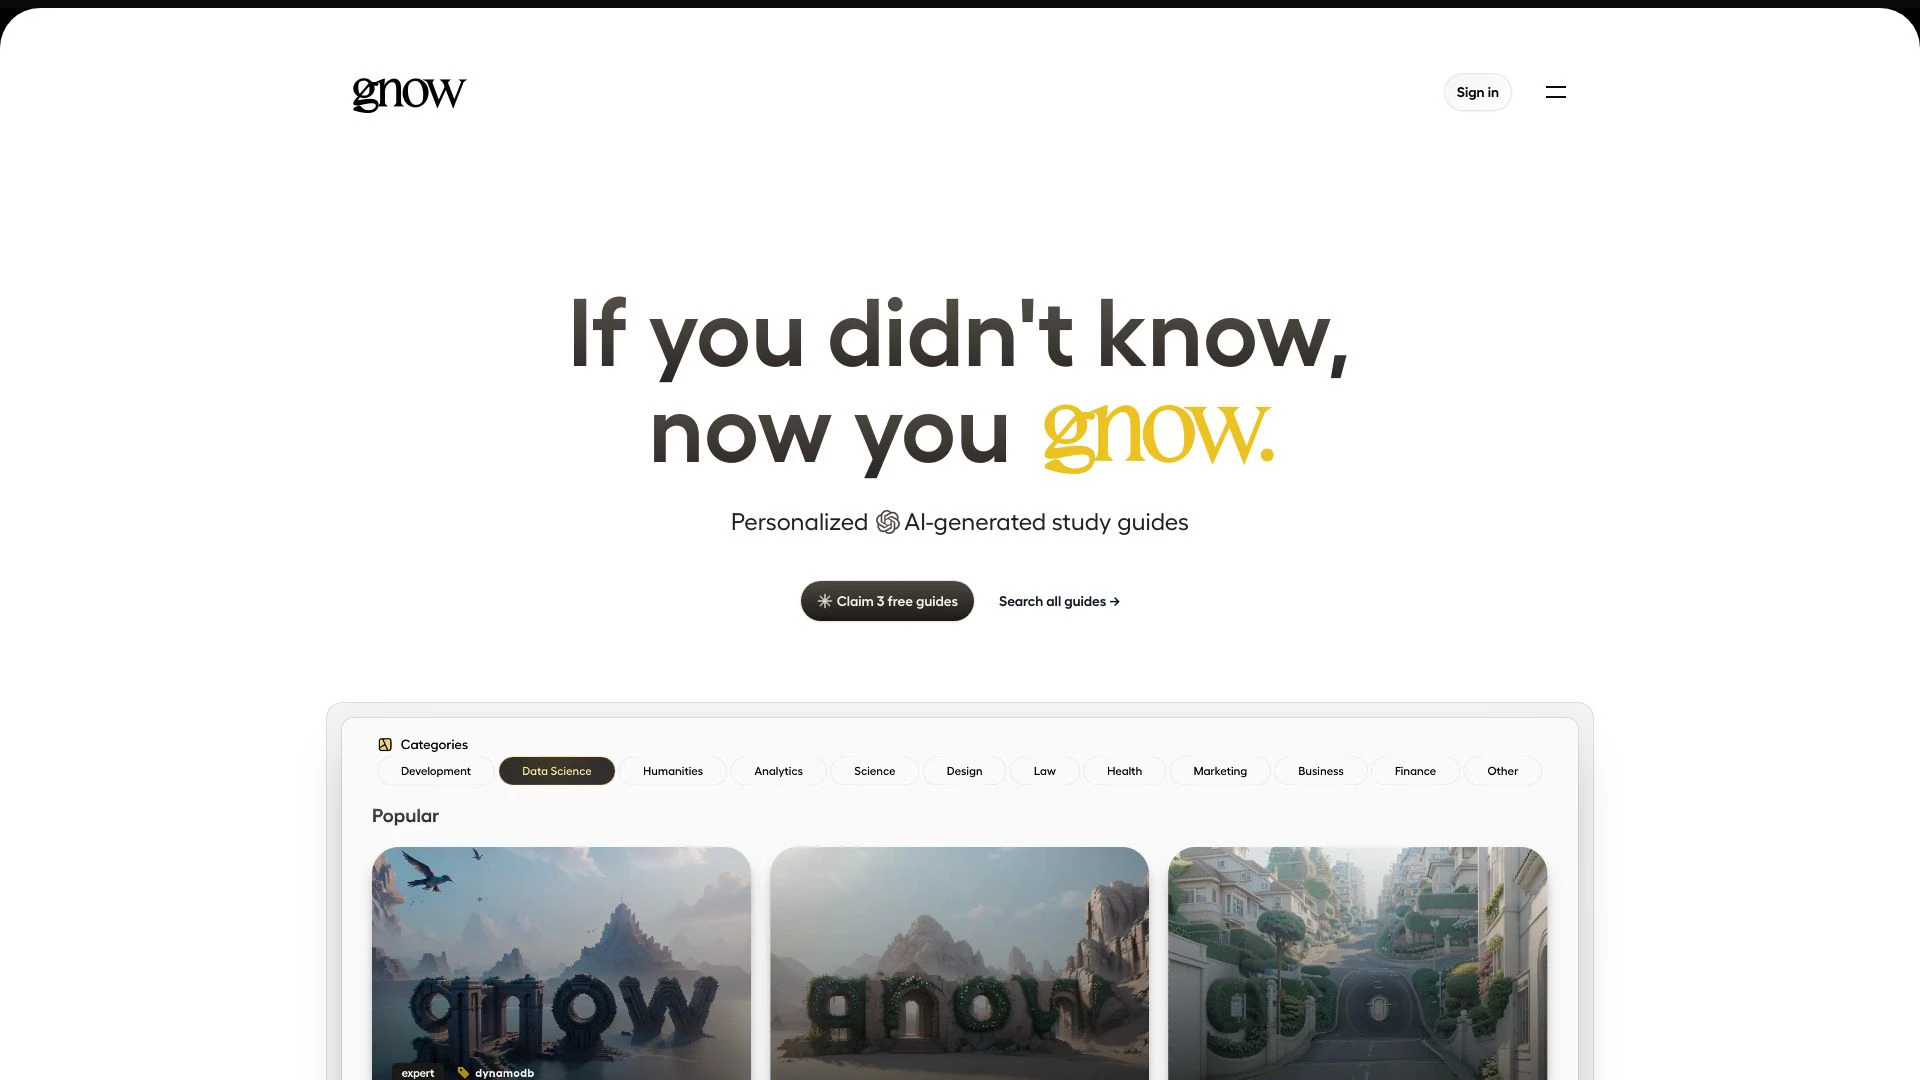 gnow
Sign in
If you didn't know,
now you gnow.
Personalized AI-generated study guides
Claim 3 free guides
Search all guides →
Categories
Development
Data Science
Humanities
Analytics
Science
Design
Law
Health
Marketing
Business
Finance
Other
Popular
gnow
gnow
expert
dynamodb